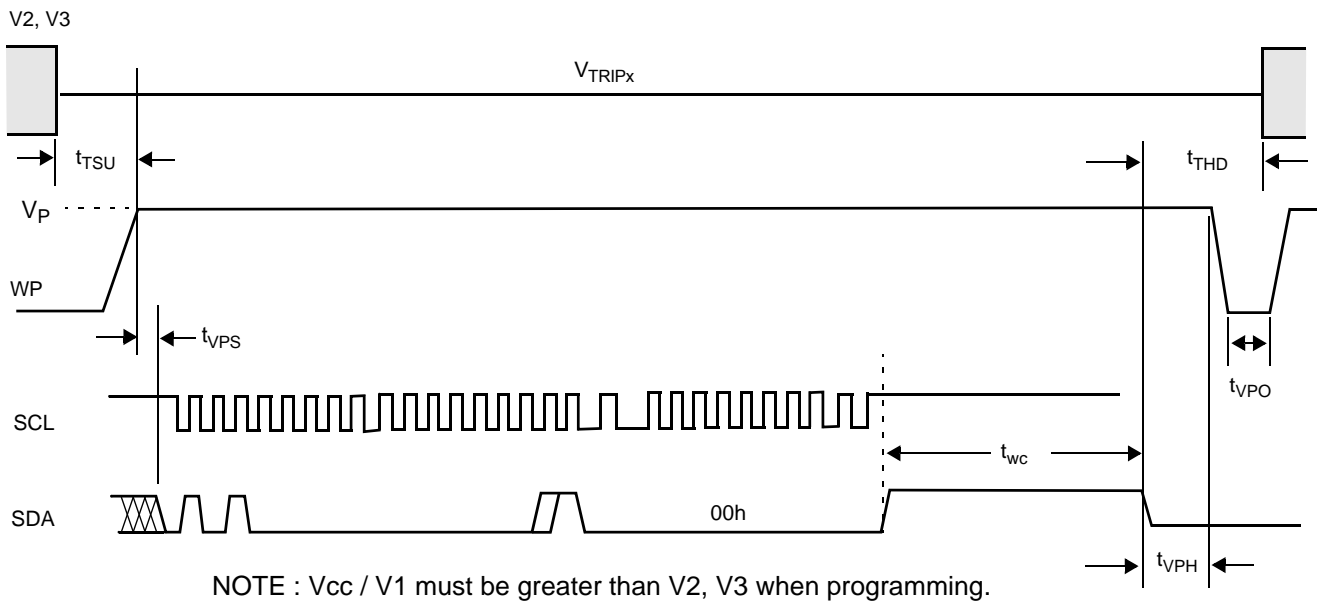 V2, V3
VTRIPx
tTSU
tTHD
VP
WP
tVPS
tVPO
SCL
twc
SDA
00h
tVPH
NOTE : Vcc / V1 must be greater than V2, V3 when programming.